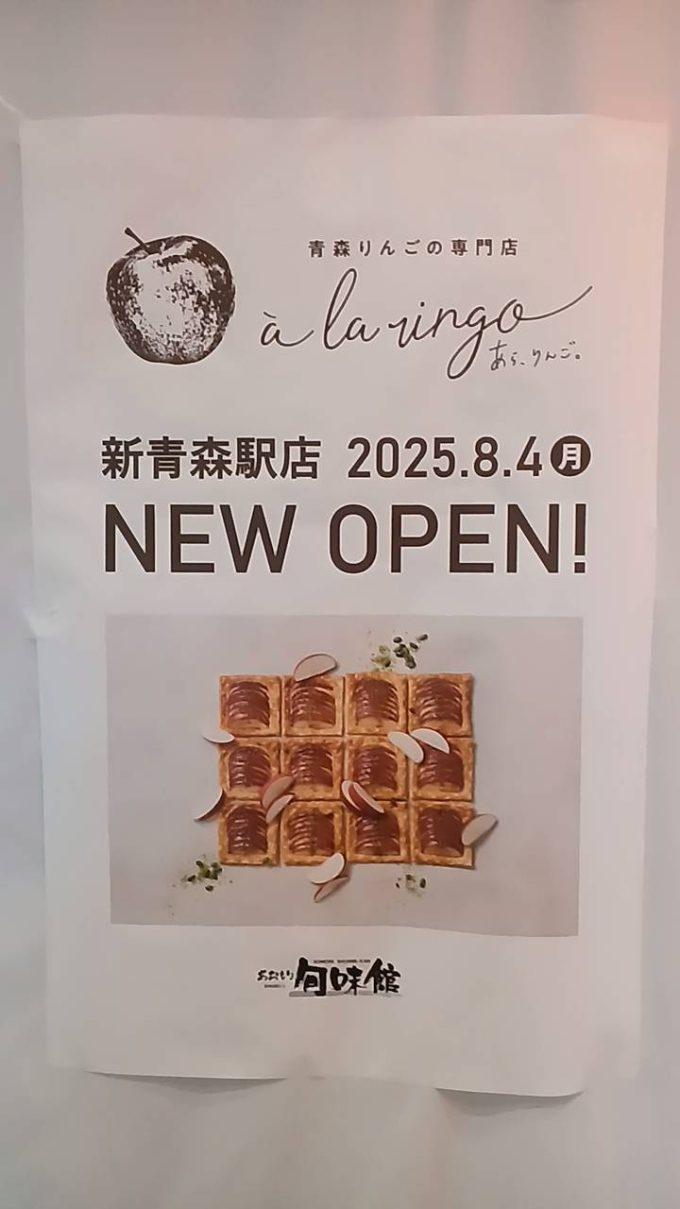 青森りんごの専門店
à la ringo
あら、りんご。
新青森駅店 2025.8.4月
NEW OPEN!
あおもり
旬味館